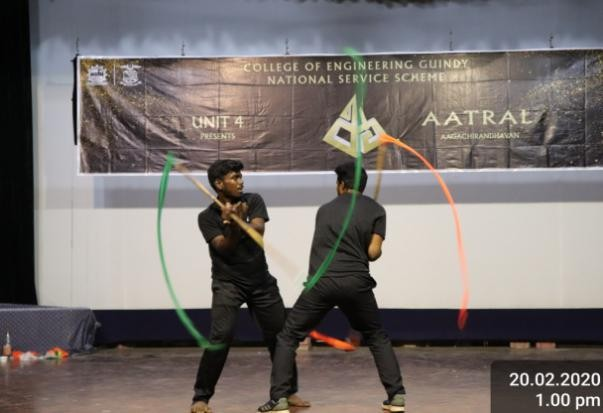 COLLEGE OF ENGINEERING GUINDY
NATIONAL SERVICE SCHEME
UNIT 4
PRESENTS
AATRAL
AAGACHIRANDHAVAN
20.02.2020
1.00 pm